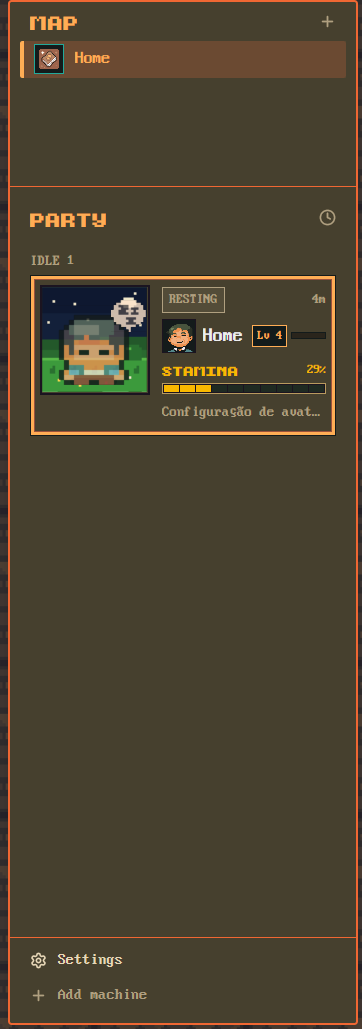 MAP
Home
PARTY
IDLE 1
RESTING 4m
Home Lv 4
STAMINA 29%
Configuração de avat…
Settings
Add machine